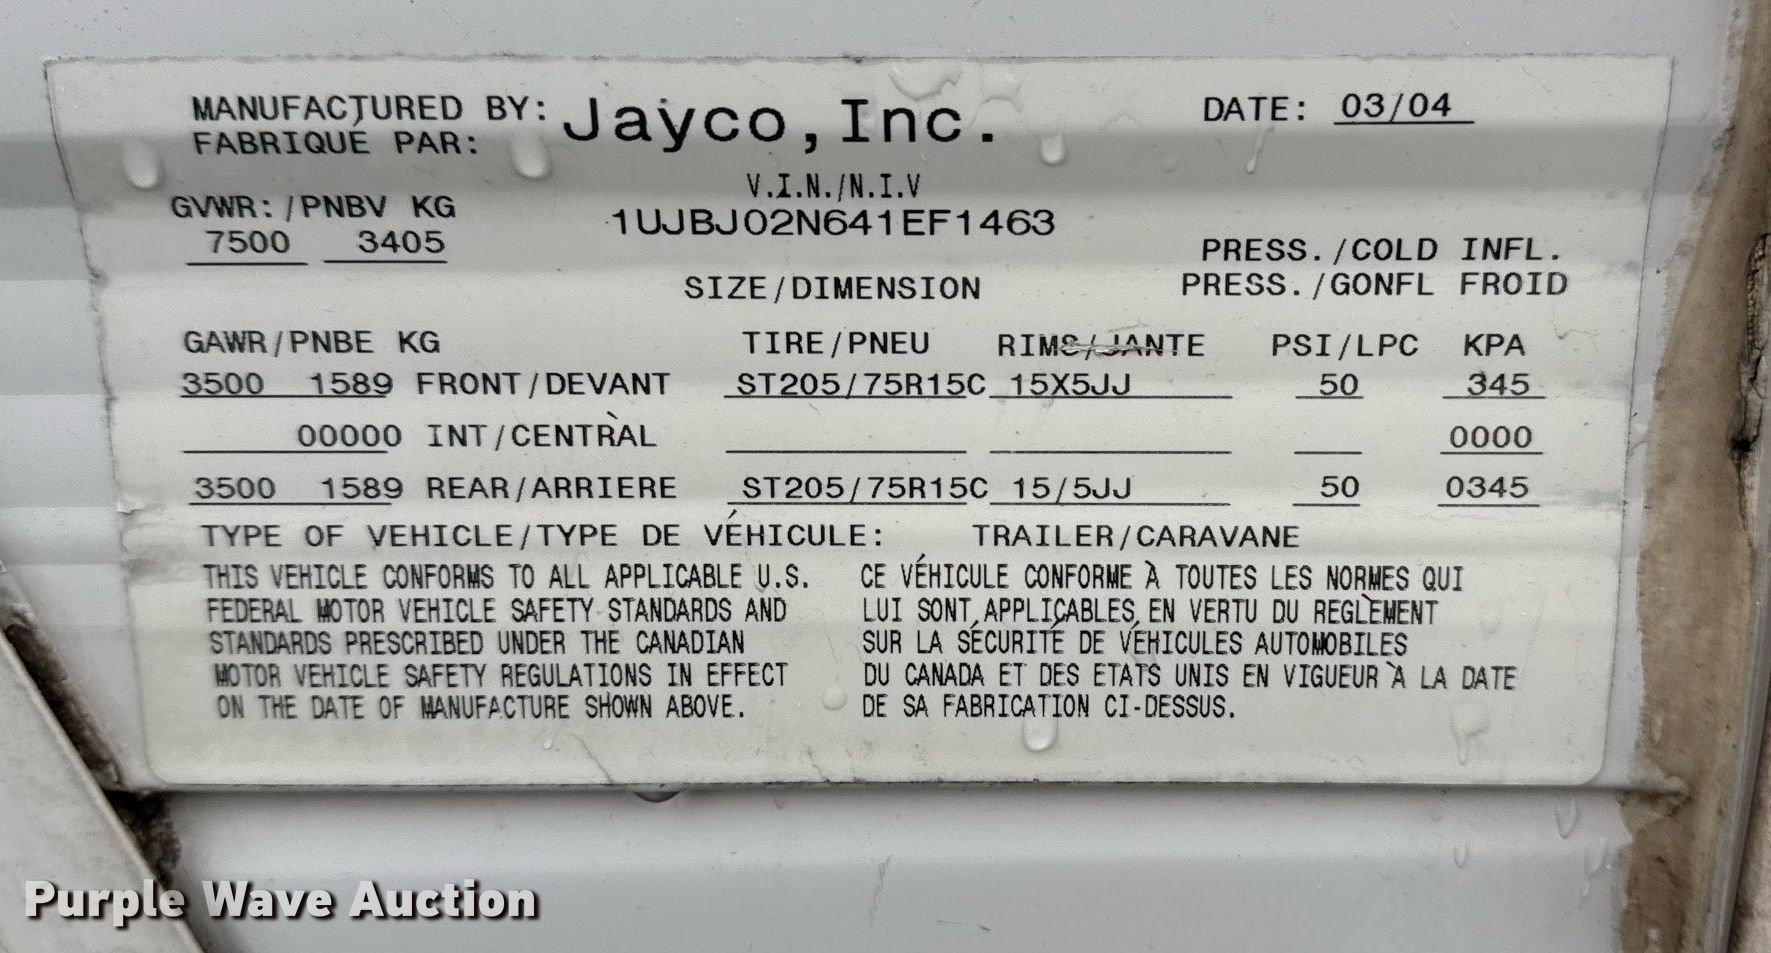 MANUFACTURED BY: Jayco,Inc. DATE: 03/04
FABRIQUE PAR:
V.I.N./N.I.V
GVWR:/PNBV KG 1UJBJ02N641EF1463
7500 3405 PRESS./COLD INFL.
SIZE/DIMENSION PRESS./GONFL FROID
GAWR/PNBE KG TIRE/PNEU RIMS/JANTE PSI/LPC KPA
3500 1589 FRONT/DEVANT ST205/75R15C 15X5JJ 50 345
00000 INT/CENTRÀL 0000
3500 1589 REAR/ARRIERE ST205/75R15C 15/5JJ 50 0345
TYPE OF VEHICLE/TYPE DE VÉHICULE: TRAILER/CARAVANE
THIS VEHICLE CONFORMS TO ALL APPLICABLE U.S. CE VÉHICULE CONFORME À TOUTES LES NORMES QUI
FEDERAL MOTOR VEHICLE SAFETY STANDARDS AND LUI SONT APPLICABLES EN VERTU DU REGLEMENT
STANDARDS PRESCRIBED UNDER THE CANADIAN SUR LA SÉCURITÉ DE VÉHICULES AUTOMOBILES
MOTOR VEHICLE SAFETY REGULATIONS IN EFFECT DU CANADA ET DES ETATS UNIS EN VIGUEUR À LA DATE
ON THE DATE OF MANUFACTURE SHOWN ABOVE. DE SA FABRICATION CI-DESSUS.
Purple Wave Auction